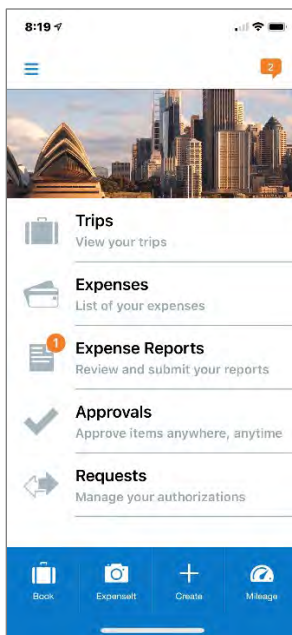 8:19
2
Trips
View your trips
Expenses
List of your expenses
1
Expense Reports
Review and submit your reports
Approvals
Approve items anywhere, anytime
Requests
Manage your authorizations
Book ExpenseIt Create Mileage